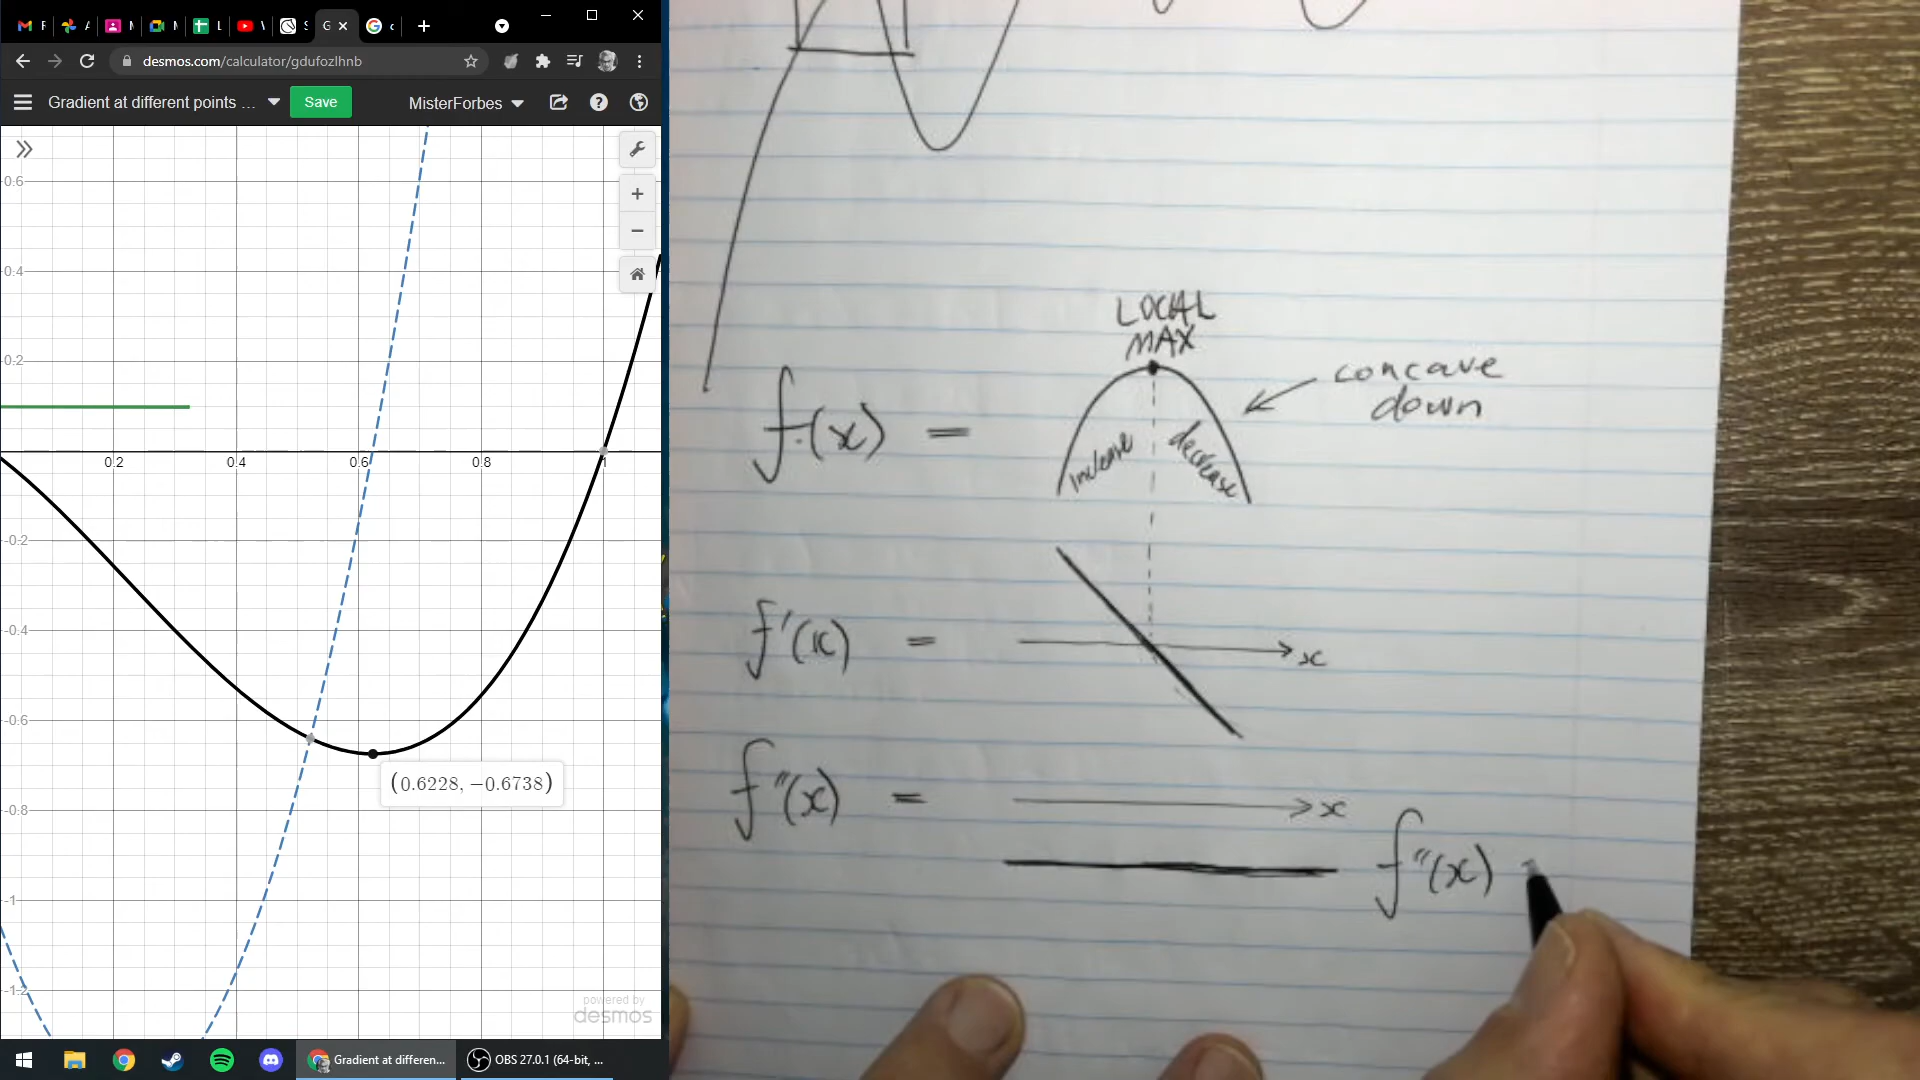 desmos.com/calculator/gdufozlhnb
Gradient at different points ...
Save
MisterForbes
0.6
0.4
0.2
0.2
0.4
0.6
0.8
1
-0.2
-0.4
-0.6
(0.6228, −0.6738)
-0.8
-1
-1.2
powered by
desmos
Gradient at differen...
OBS 27.0.1 (64-bit, ...
LOCAL
MAX
concave
down
f(x) =
increase
decrease
f'(x) =
x
f''(x) =
x
f''(x)